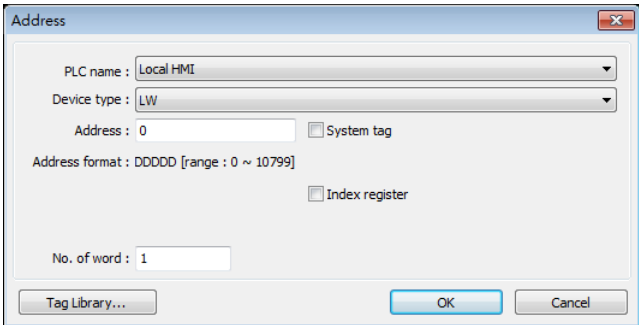 Address
PLC name : Local HMI
Device type : LW
Address : 0 System tag
Address format : DDDDD [range : 0 ~ 10799]
Index register
No. of word : 1
Tag Library... OK Cancel